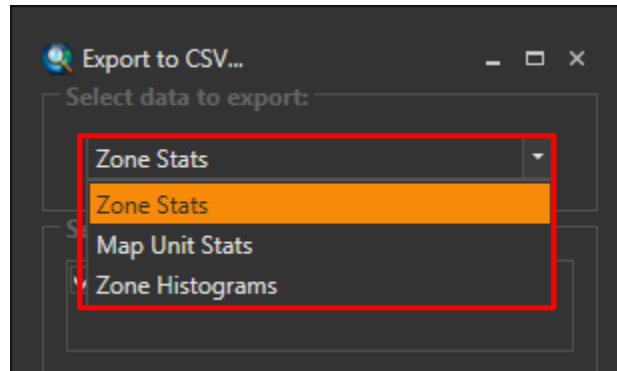 Export to CSV...
Select data to export:
Zone Stats
Zone Stats
Map Unit Stats
Zone Histograms